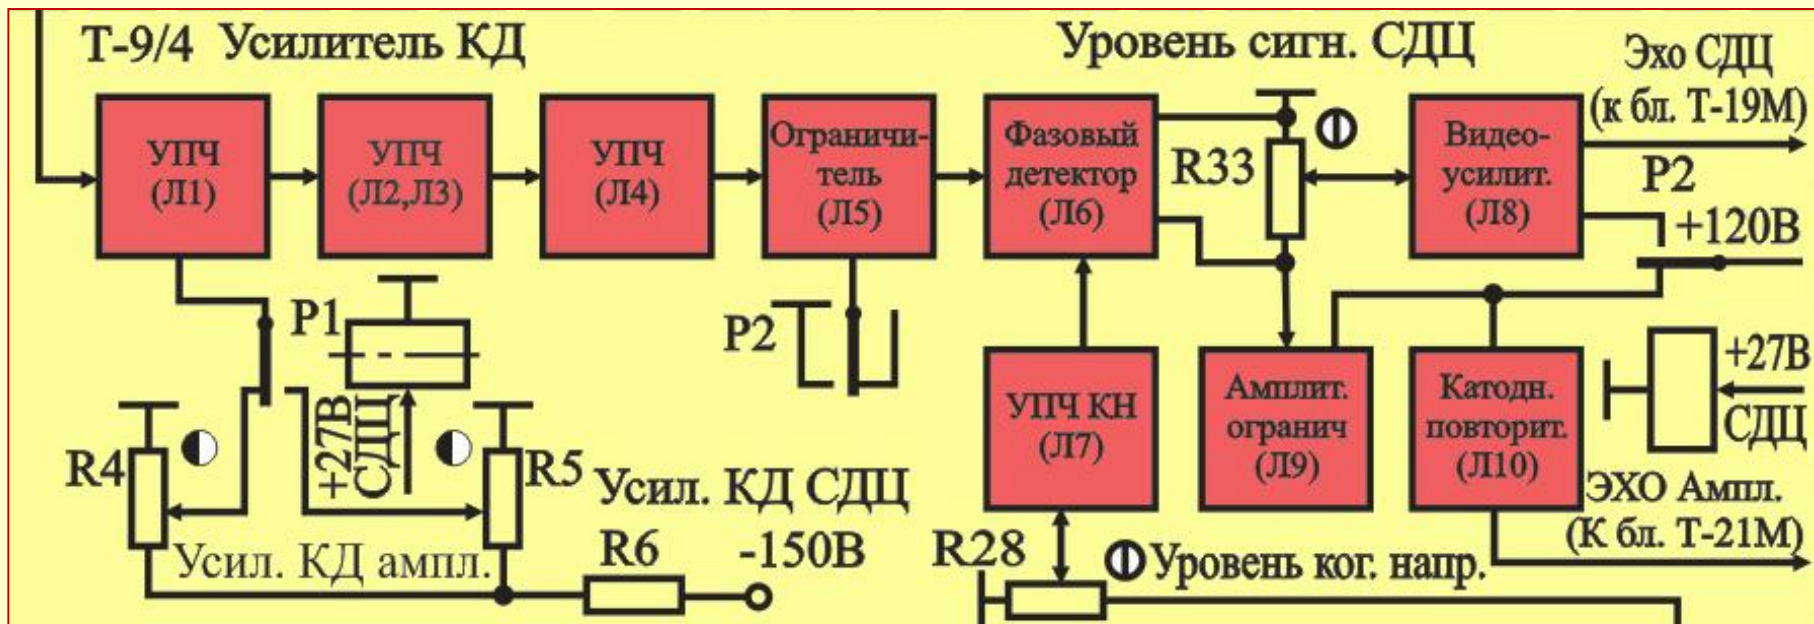 Т-9/4 Усилитель КД
Уровень сигн. СДЦ
Эхо СДЦ
(к бл. Т-19М)
УПЧ
(Л1)
УПЧ
(Л2,Л3)
УПЧ
(Л4)
Ограничи-
тель
(Л5)
Фазовый
детектор
(Л6)
R33
Видео-
усилит.
(Л8)
Р2
+120В
Р1
Р2
+27В
СДЦ
R4
R5
УПЧ КН
(Л7)
Амплит.
огранич
(Л9)
Катодн.
повторит.
(Л10)
+27В
СДЦ
Усил. КД СДЦ
ЭХО Ампл.
(К бл. Т-21М)
Усил. КД ампл.
R6
-150В
R28
Уровень ког. напр.